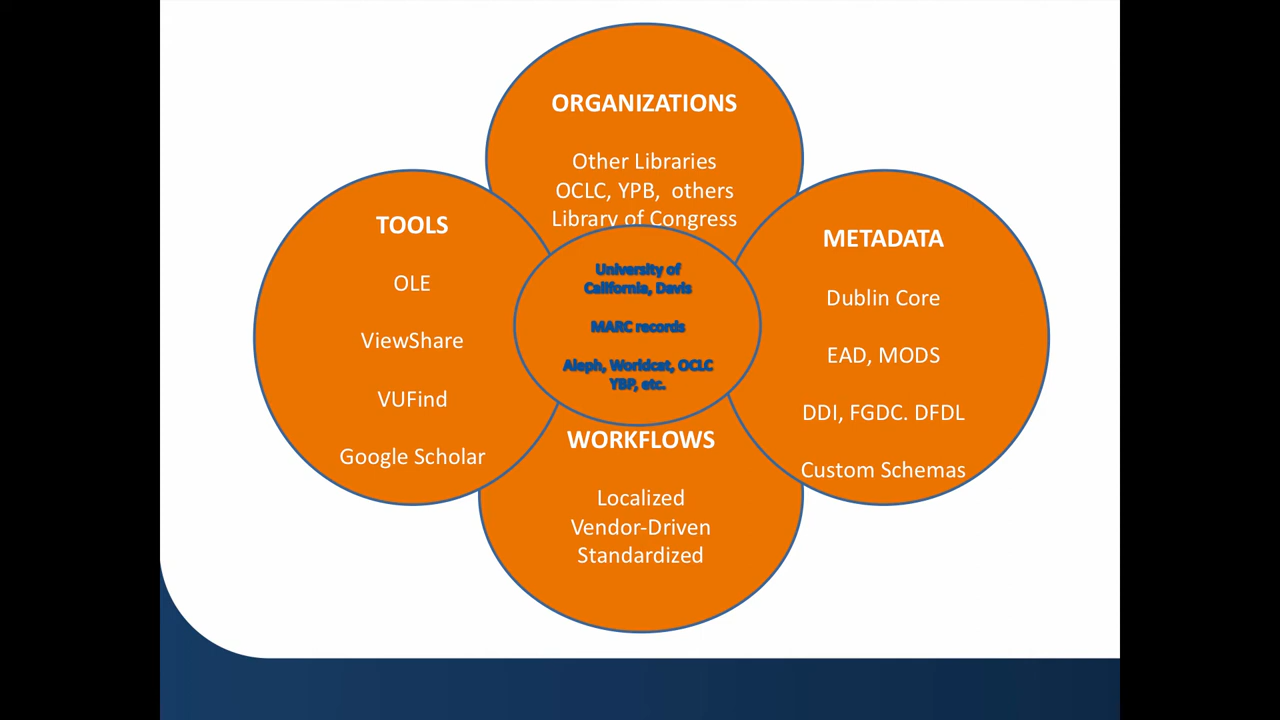 ORGANIZATIONS
Other Libraries
OCLC, YPB, others
Library of Congress
TOOLS
OLE
ViewShare
VUFind
Google Scholar
University of
California, Davis
MARC records
Aleph, Worldcat, OCLC
YBP, etc.
METADATA
Dublin Core
EAD, MODS
DDI, FGDC. DFDL
Custom Schemas
WORKFLOWS
Localized
Vendor-Driven
Standardized